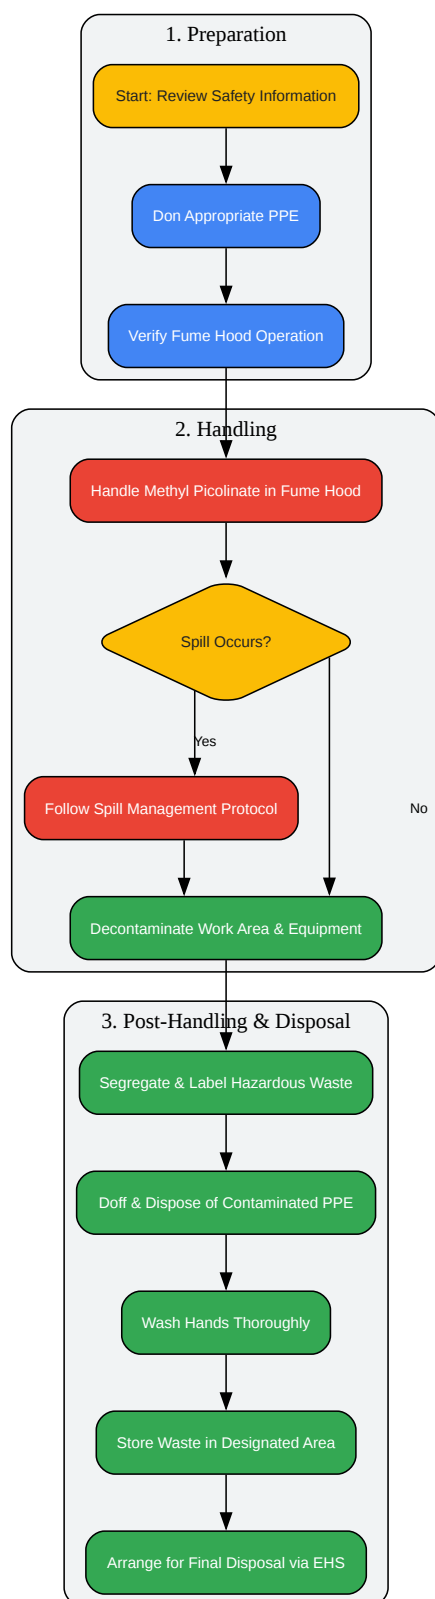 1. Preparation
Start: Review Safety Information
Don Appropriate PPE
Verify Fume Hood Operation
2. Handling
Handle Methyl Picolinate in Fume Hood
Spill Occurs?
Yes
Follow Spill Management Protocol
No
Decontaminate Work Area & Equipment
3. Post-Handling & Disposal
Segregate & Label Hazardous Waste
Doff & Dispose of Contaminated PPE
Wash Hands Thoroughly
Store Waste in Designated Area
Arrange for Final Disposal via EHS